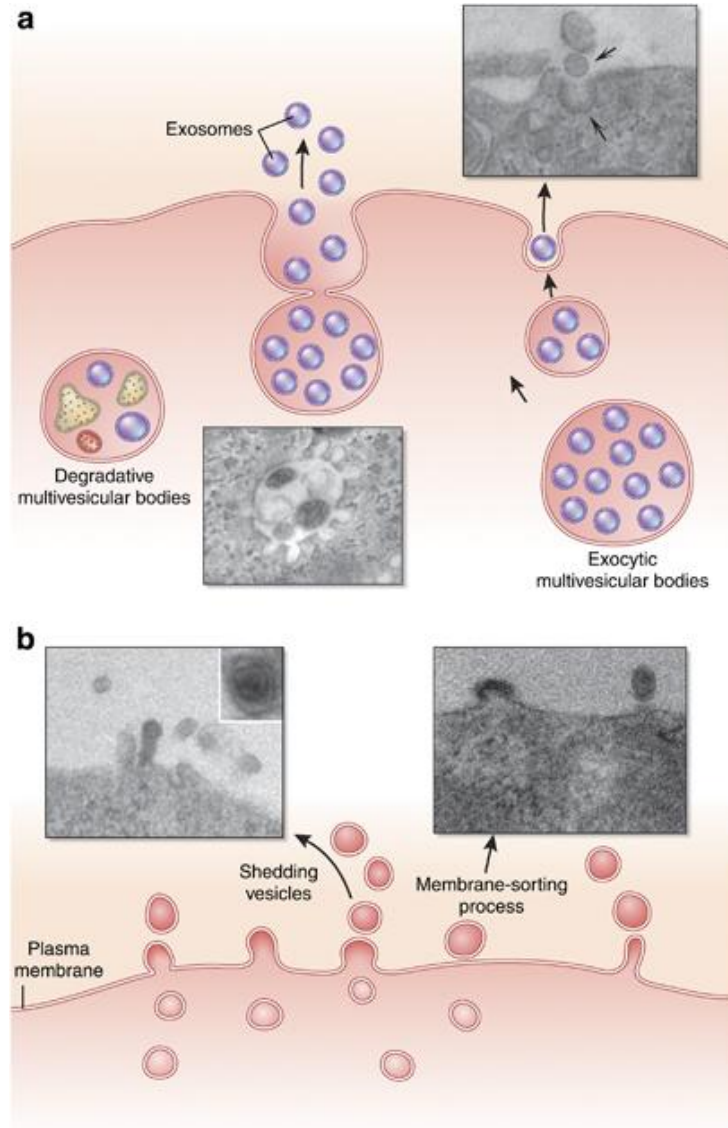 a
Exosomes
Degradative
multivesicular bodies
Exocytic
multivesicular bodies
b
Shedding
vesicles
Membrane-sorting
process
Plasma
membrane